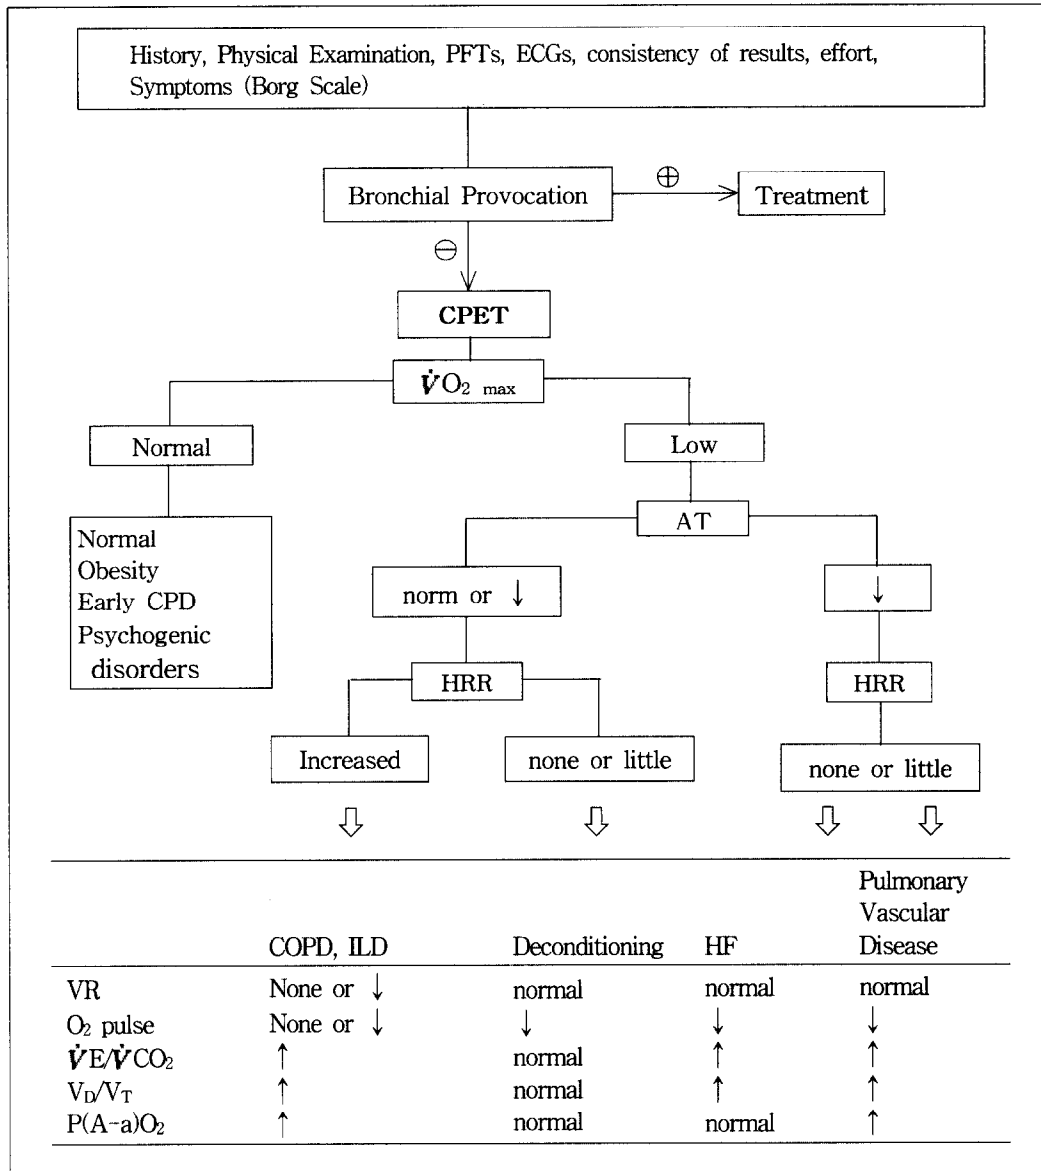 History, Physical Examination, PFTs, ECGs, consistency of results, effort,
Symptoms (Borg Scale)
Bronchial Provocation
⊕
Treatment
⊖
CPET
V̇O₂ max
Normal
Low
Normal
Obesity
Early CPD
Psychogenic
disorders
AT
norm or ↓
↓
HRR
HRR
Increased
none or little
none or little
Pulmonary
Vascular
COPD, ILD Deconditioning HF Disease
VR None or ↓ normal normal normal
O₂ pulse None or ↓ ↓ ↓ ↓
V̇E/V̇CO₂ ↑ normal ↑ ↑
V_D/V_T ↑ normal ↑ ↑
P(A-a)O₂ ↑ normal normal ↑